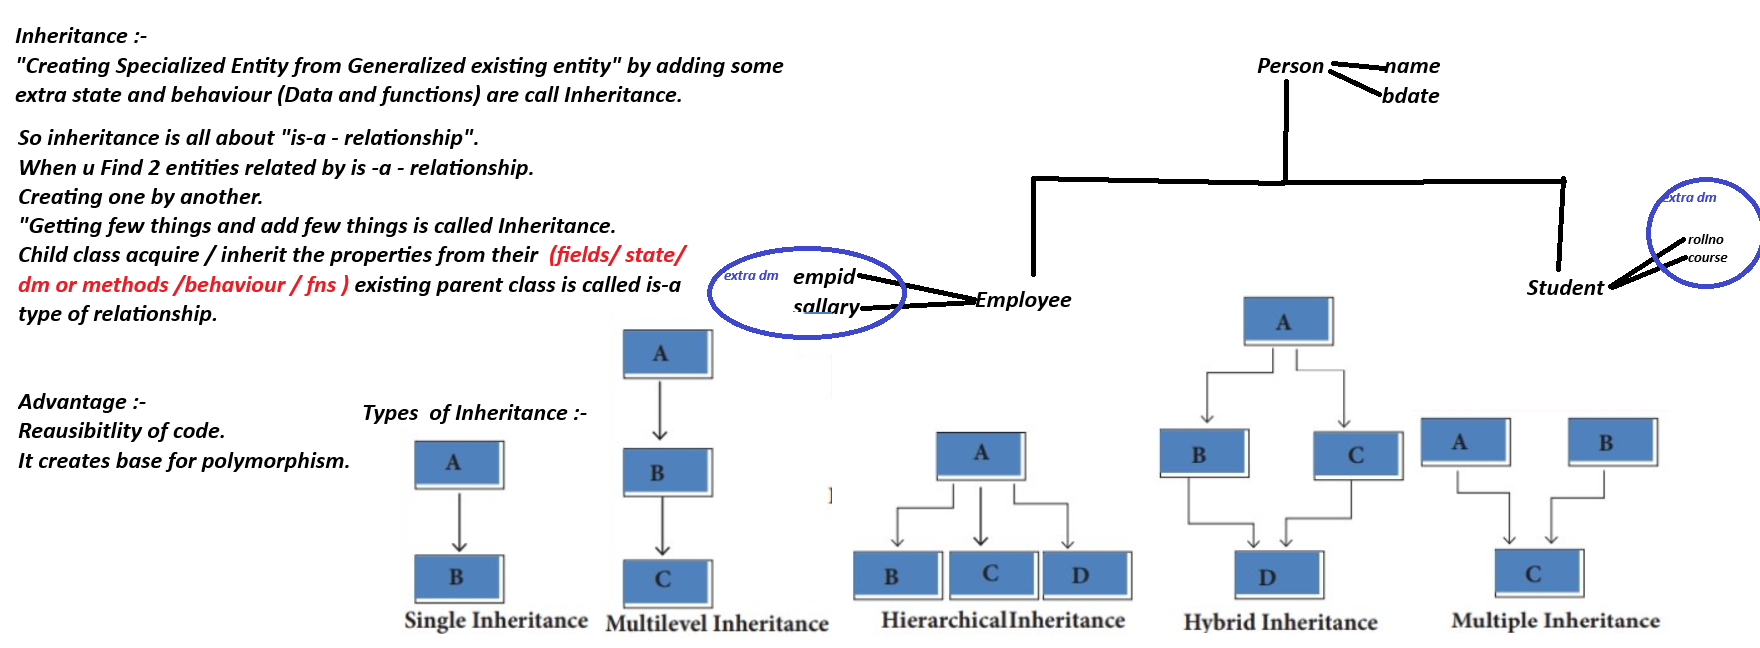 Inheritance :-
"Creating Specialized Entity from Generalized existing entity" by adding some
extra state and behaviour (Data and functions) are call Inheritance.
So inheritance is all about "is-a - relationship".
When u Find 2 entities related by is -a - relationship.
Creating one by another.
"Getting few things and add few things is called Inheritance.
Child class acquire / inherit the properties from their (fields/ state/
dm or methods /behaviour / fns ) existing parent class is called is-a
type of relationship.
Advantage :-
Reausibitlity of code.
It creates base for polymorphism.
Person
name
bdate
extra dm
empid
sallary
Employee
extra dm
rollno
course
Student
Types of Inheritance :-
A
B
Single Inheritance
A
B
C
Multilevel Inheritance
A
B
C
D
Hierarchical Inheritance
A
B
C
D
Hybrid Inheritance
A
B
C
Multiple Inheritance